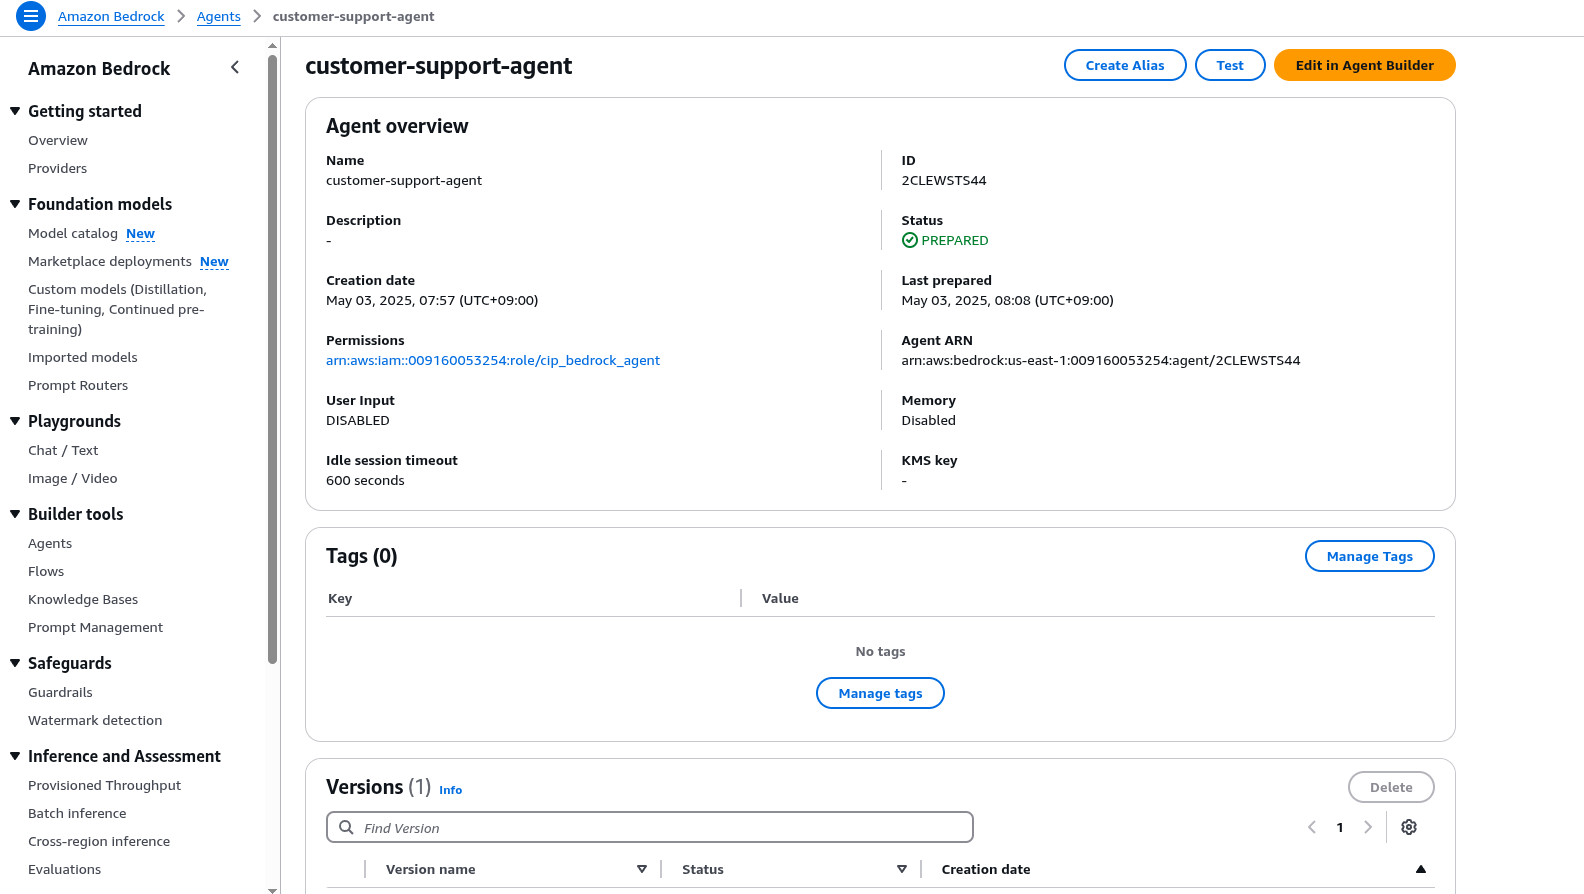 Amazon Bedrock > Agents > customer-support-agent
Amazon Bedrock
Getting started
Overview
Providers
Foundation models
Model catalog New
Marketplace deployments New
Custom models (Distillation,
Fine-tuning, Continued pre-
training)
Imported models
Prompt Routers
Playgrounds
Chat / Text
Image / Video
Builder tools
Agents
Flows
Knowledge Bases
Prompt Management
Safeguards
Guardrails
Watermark detection
Inference and Assessment
Provisioned Throughput
Batch inference
Cross-region inference
Evaluations
customer-support-agent
Create Alias
Test
Edit in Agent Builder
Agent overview
Name
customer-support-agent
ID
2CLEWSTS44
Description
-
Status
PREPARED
Creation date
May 03, 2025, 07:57 (UTC+09:00)
Last prepared
May 03, 2025, 08:08 (UTC+09:00)
Permissions
arn:aws:iam::009160053254:role/cip_bedrock_agent
Agent ARN
arn:aws:bedrock:us-east-1:009160053254:agent/2CLEWSTS44
User Input
DISABLED
Memory
Disabled
Idle session timeout
600 seconds
KMS key
-
Tags (0)
Manage Tags
Key
Value
No tags
Manage tags
Versions (1) Info
Delete
Find Version
1
Version name
Status
Creation date